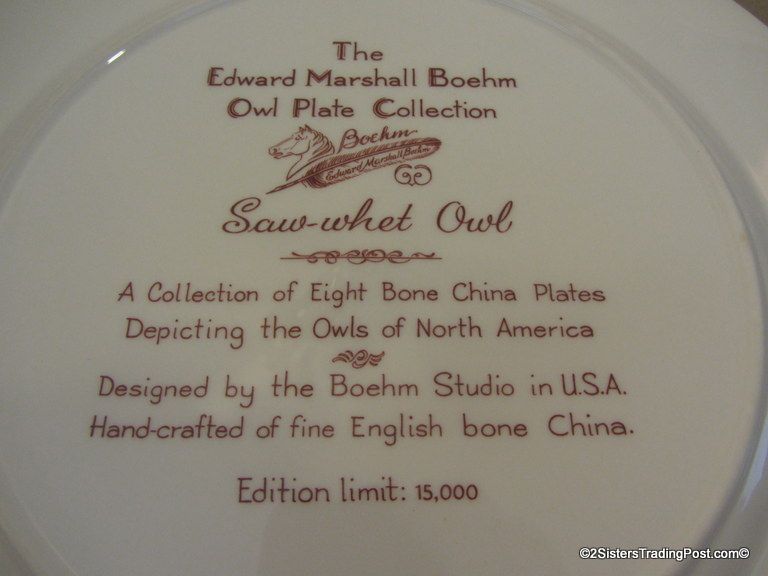 The
Edward Marshall Boehm
Owl Plate Collection
Boehm
Edward Marshall Boehm
Saw-whet Owl
A Collection of Eight Bone China Plates
Depicting the Owls of North America
Designed by the Boehm Studio in U.S.A.
Hand-crafted of fine English bone China.
Edition limit: 15,000
©2SistersTradingPost.com©